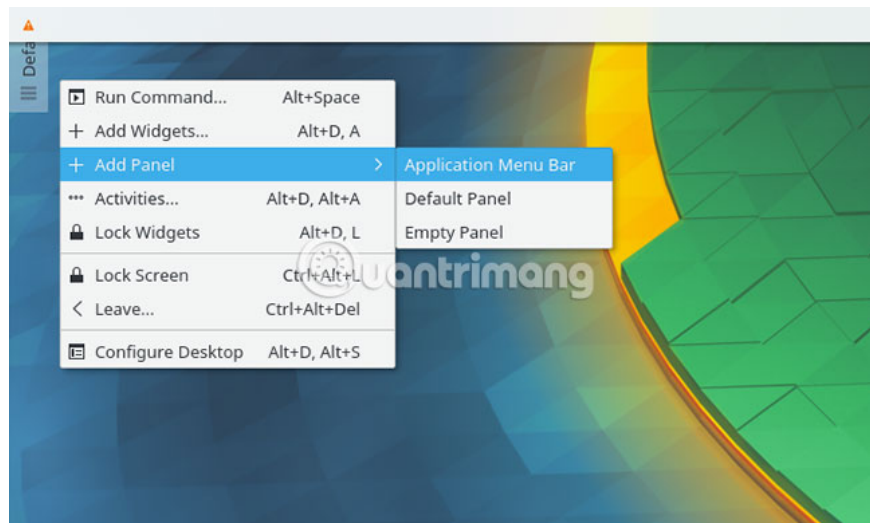 Defa
Run Command... Alt+Space
+ Add Widgets... Alt+D, A
+ Add Panel > Application Menu Bar
Activities... Alt+D, Alt+A Default Panel
Lock Widgets Alt+D, L Empty Panel
Lock Screen Ctrl+Alt+L
Leave... Ctrl+Alt+Del
Configure Desktop Alt+D, Alt+S
Quantrimang